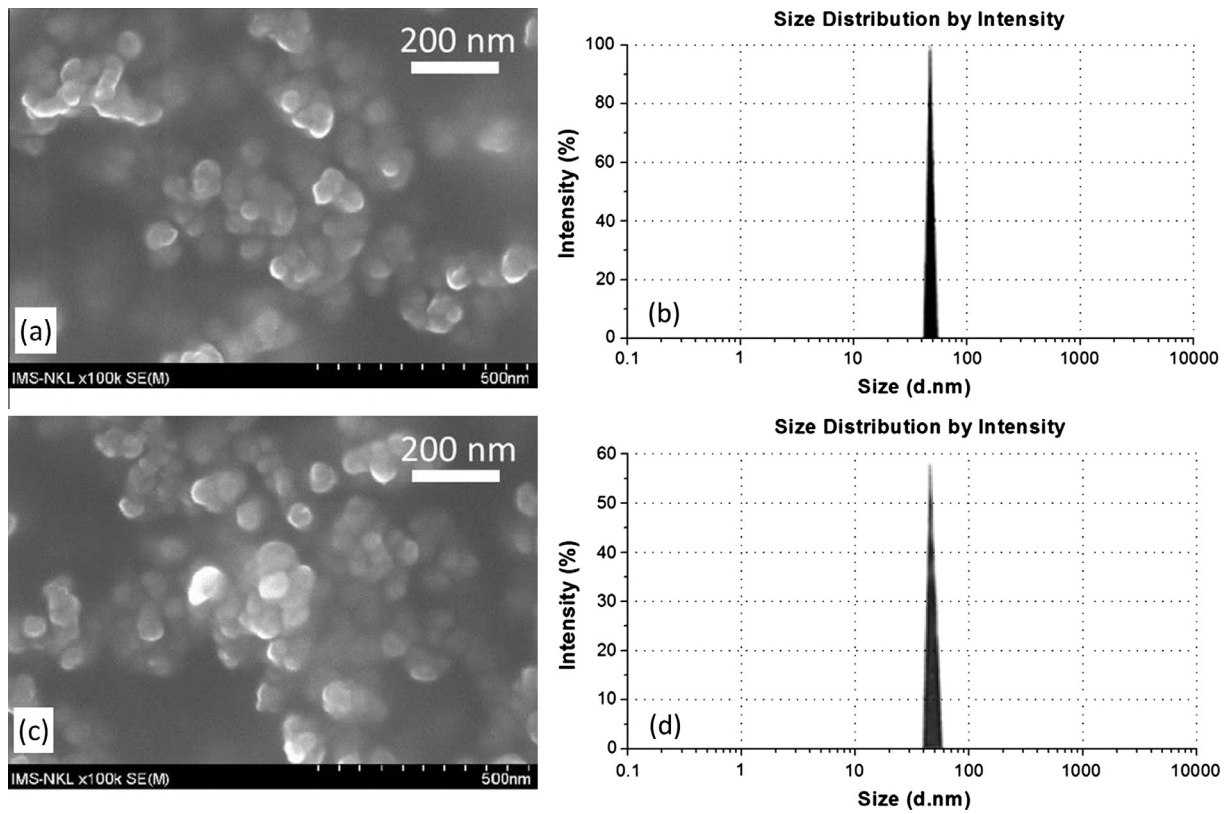 200 nm
(a)
IMS-NKL x100k SE(M)
500nm
Size Distribution by Intensity
Intensity (%)
100
80
60
40
20
0
(b)
0.1 1 10 100 1000 10000
Size (d.nm)
200 nm
(c)
IMS-NKL x100k SE(M)
500nm
Size Distribution by Intensity
Intensity (%)
60
50
40
30
20
10
0
(d)
0.1 1 10 100 1000 10000
Size (d.nm)